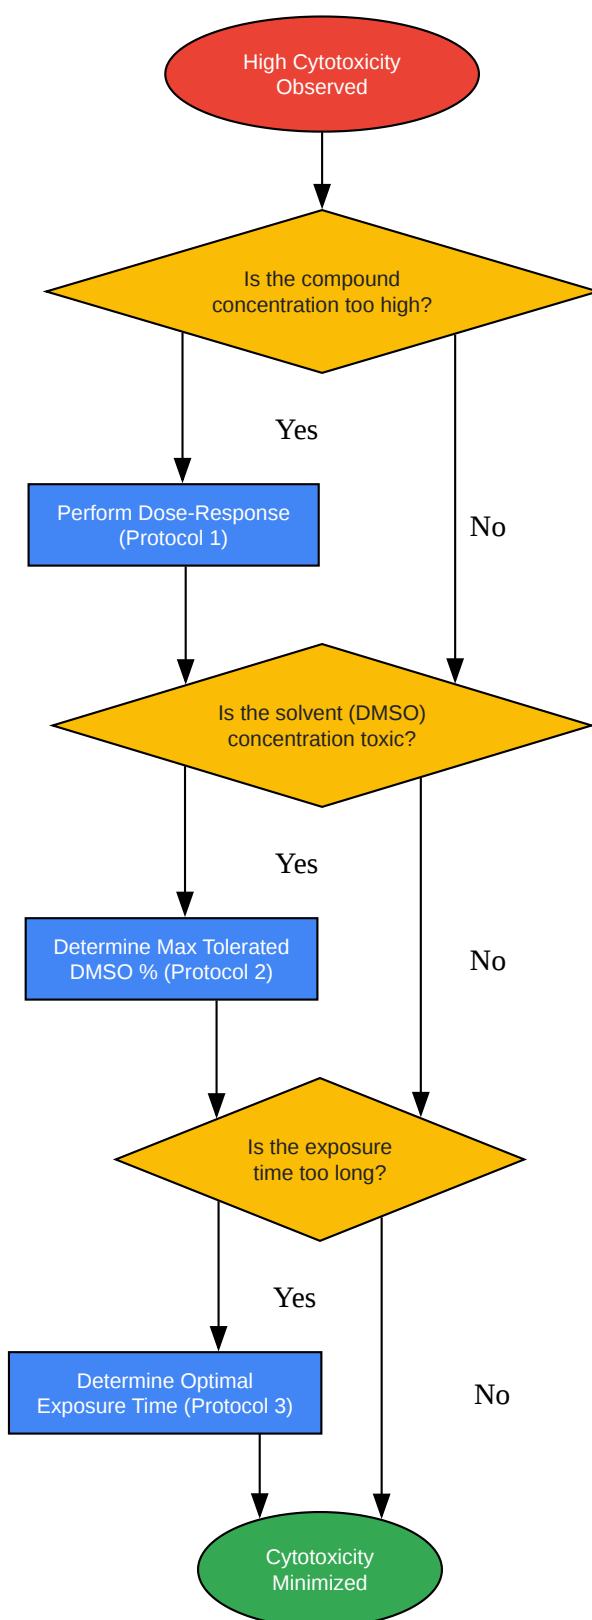 High Cytotoxicity
Observed
Is the compound
concentration too high?
Yes
No
Perform Dose-Response
(Protocol 1)
Is the solvent (DMSO)
concentration toxic?
Yes
No
Determine Max Tolerated
DMSO % (Protocol 2)
Is the exposure
time too long?
Yes
No
Determine Optimal
Exposure Time (Protocol 3)
Cytotoxicity
Minimized